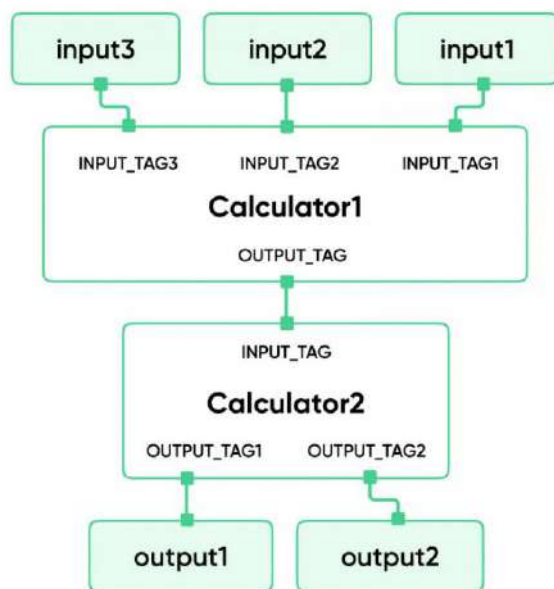 input3 input2 input1
INPUT_TAG3 INPUT_TAG2 INPUT_TAG1
Calculator1
OUTPUT_TAG
INPUT_TAG
Calculator2
OUTPUT_TAG1 OUTPUT_TAG2
output1 output2